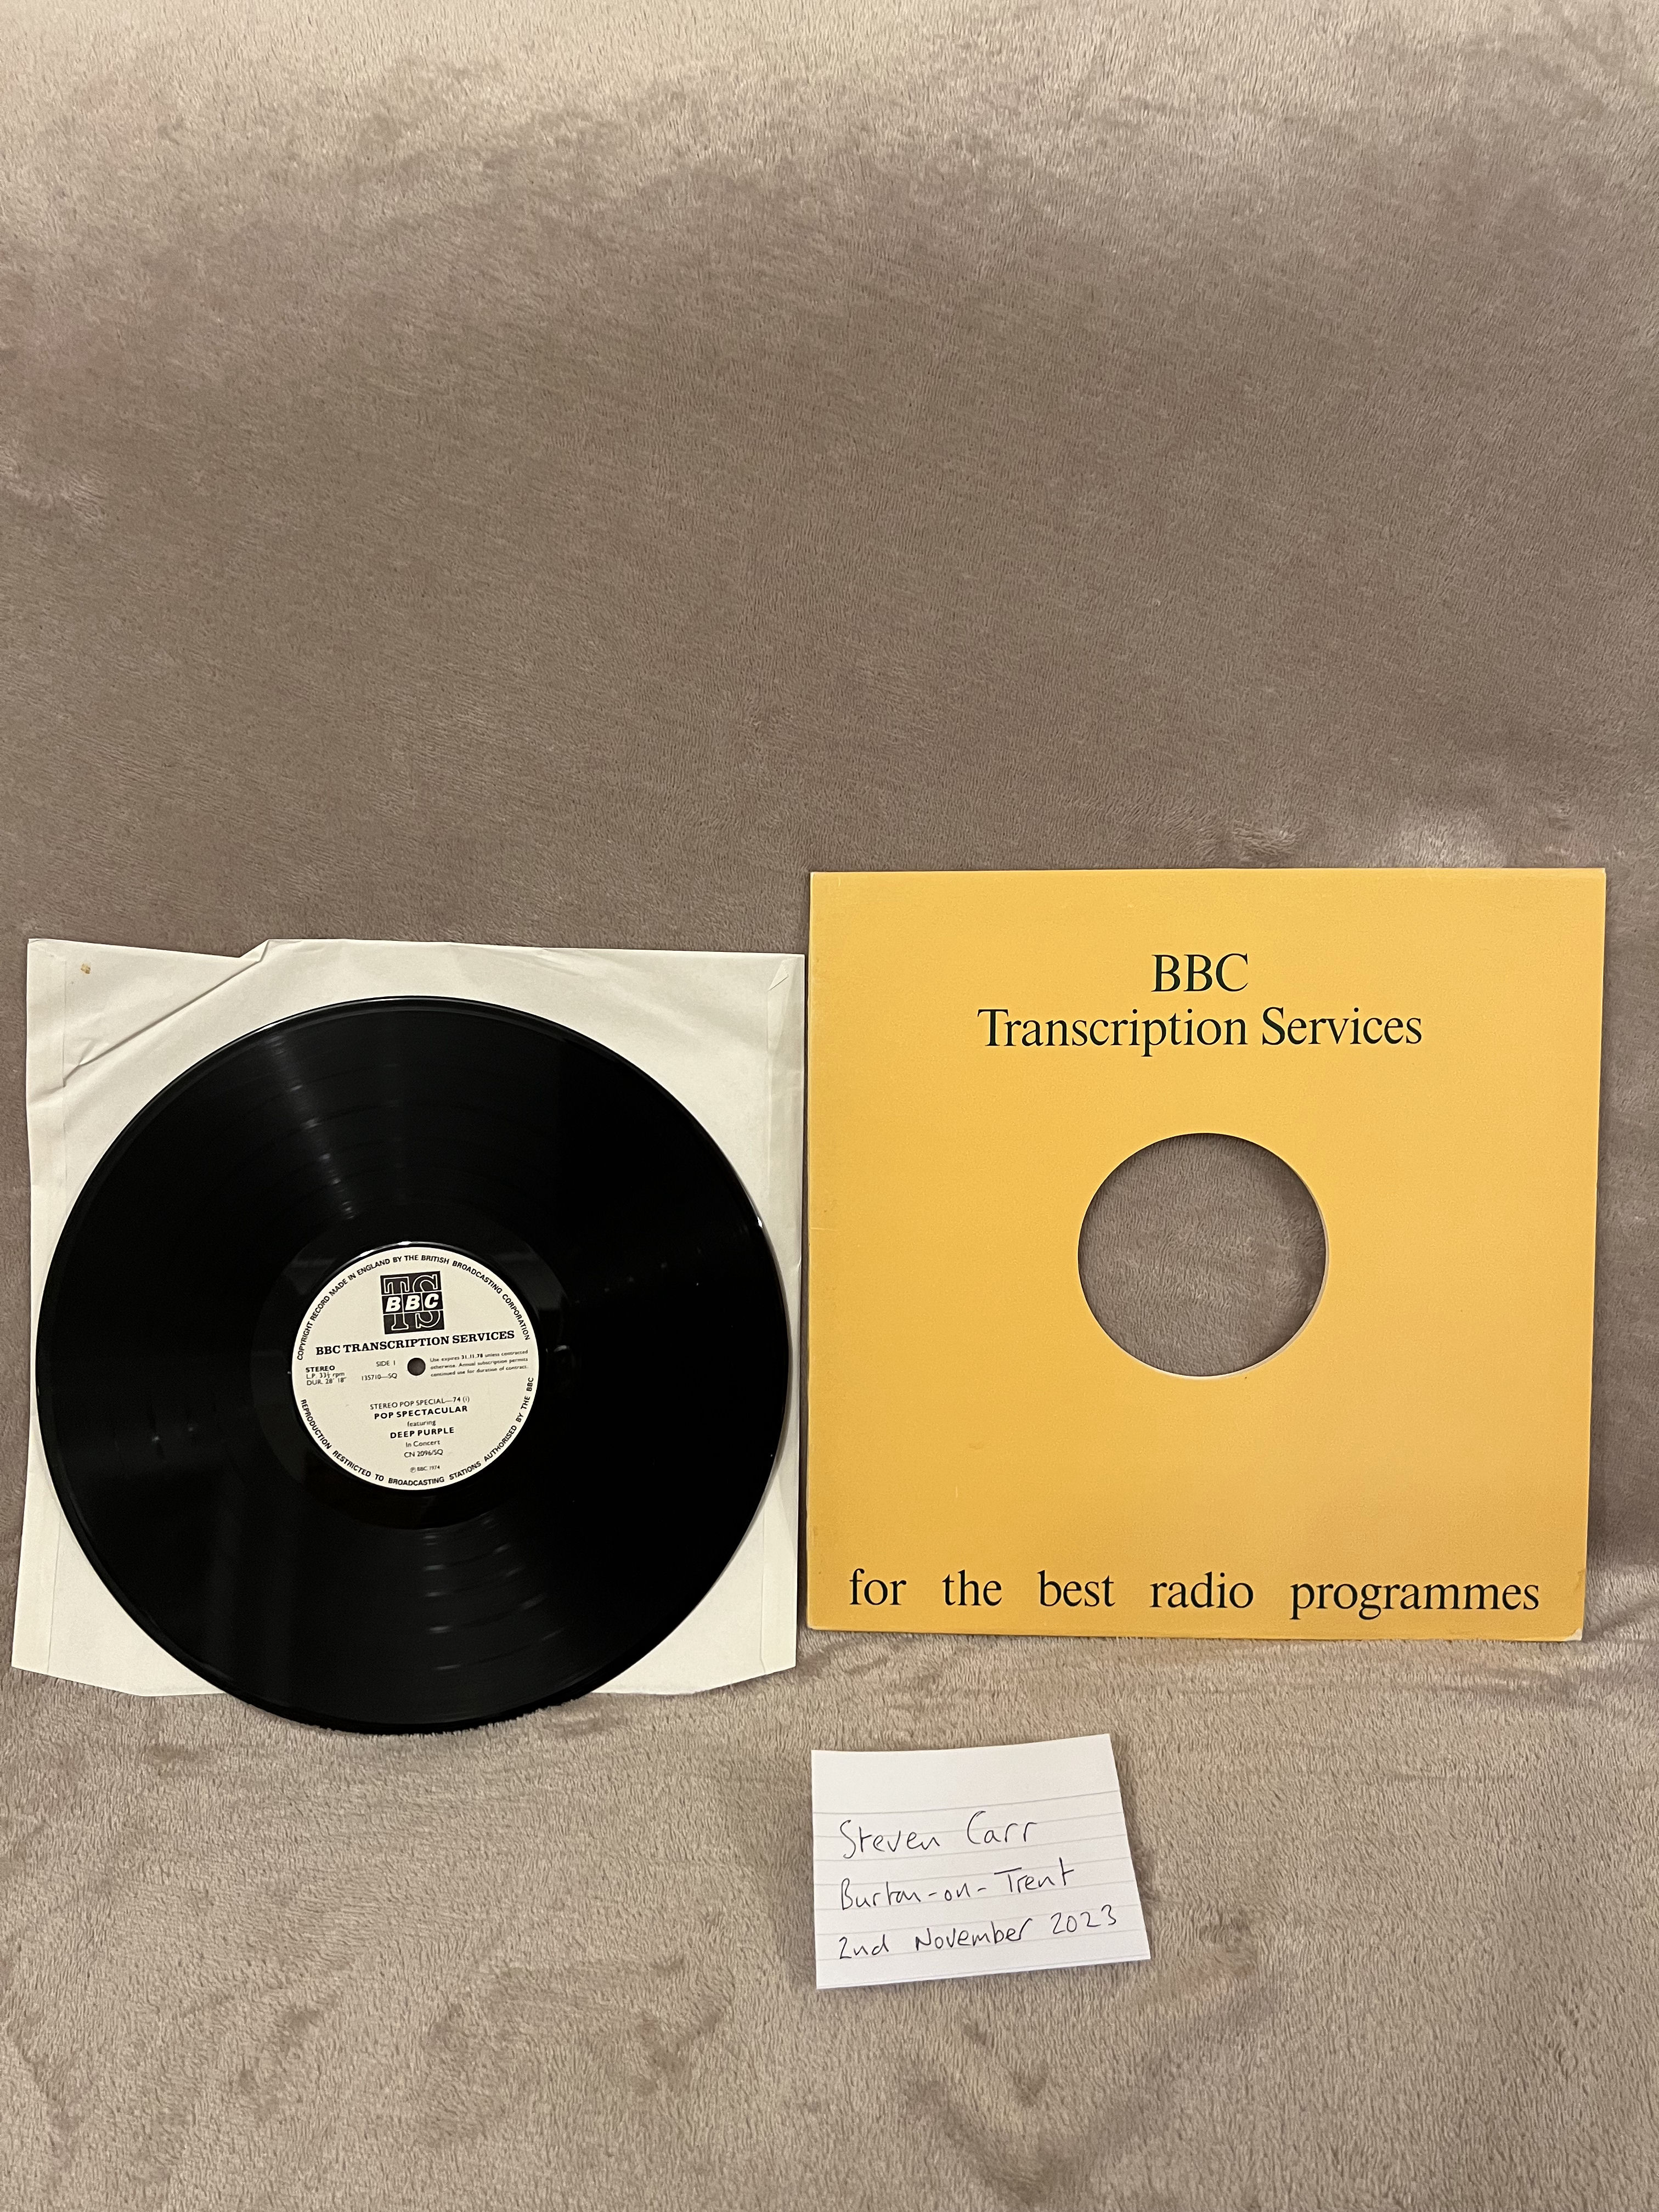 COPYRIGHT RECORD MADE IN ENGLAND BY THE BRITISH BROADCASTING CORPORATION
TS
BBC
BBC TRANSCRIPTION SERVICES
STEREO
L.P. 33⅓ rpm
DUR. 28' 18"
SIDE 1
135710—SQ
Use expires 31.11.78 unless contracted
otherwise. Annual subscription permits
continued use for duration of contract.
STEREO POP SPECIAL—74 (i)
POP SPECTACULAR
featuring
DEEP PURPLE
In Concert
CN 2096/SQ
℗ BBC 1974
REPRODUCTION RESTRICTED TO BROADCASTING STATIONS AUTHORISED BY THE BBC
BBC
Transcription Services
for the best radio programmes
Steven Carr
Burton-on-Trent
2nd November 2023